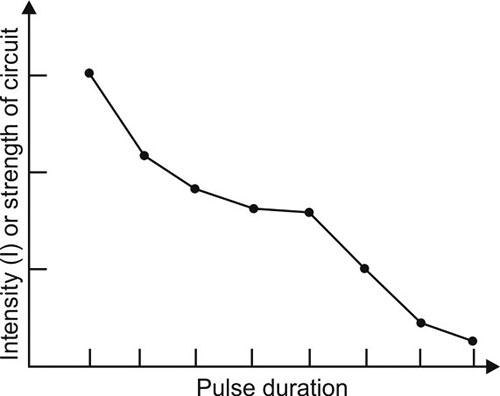 Intensity (I) or strength of circuit
Pulse duration